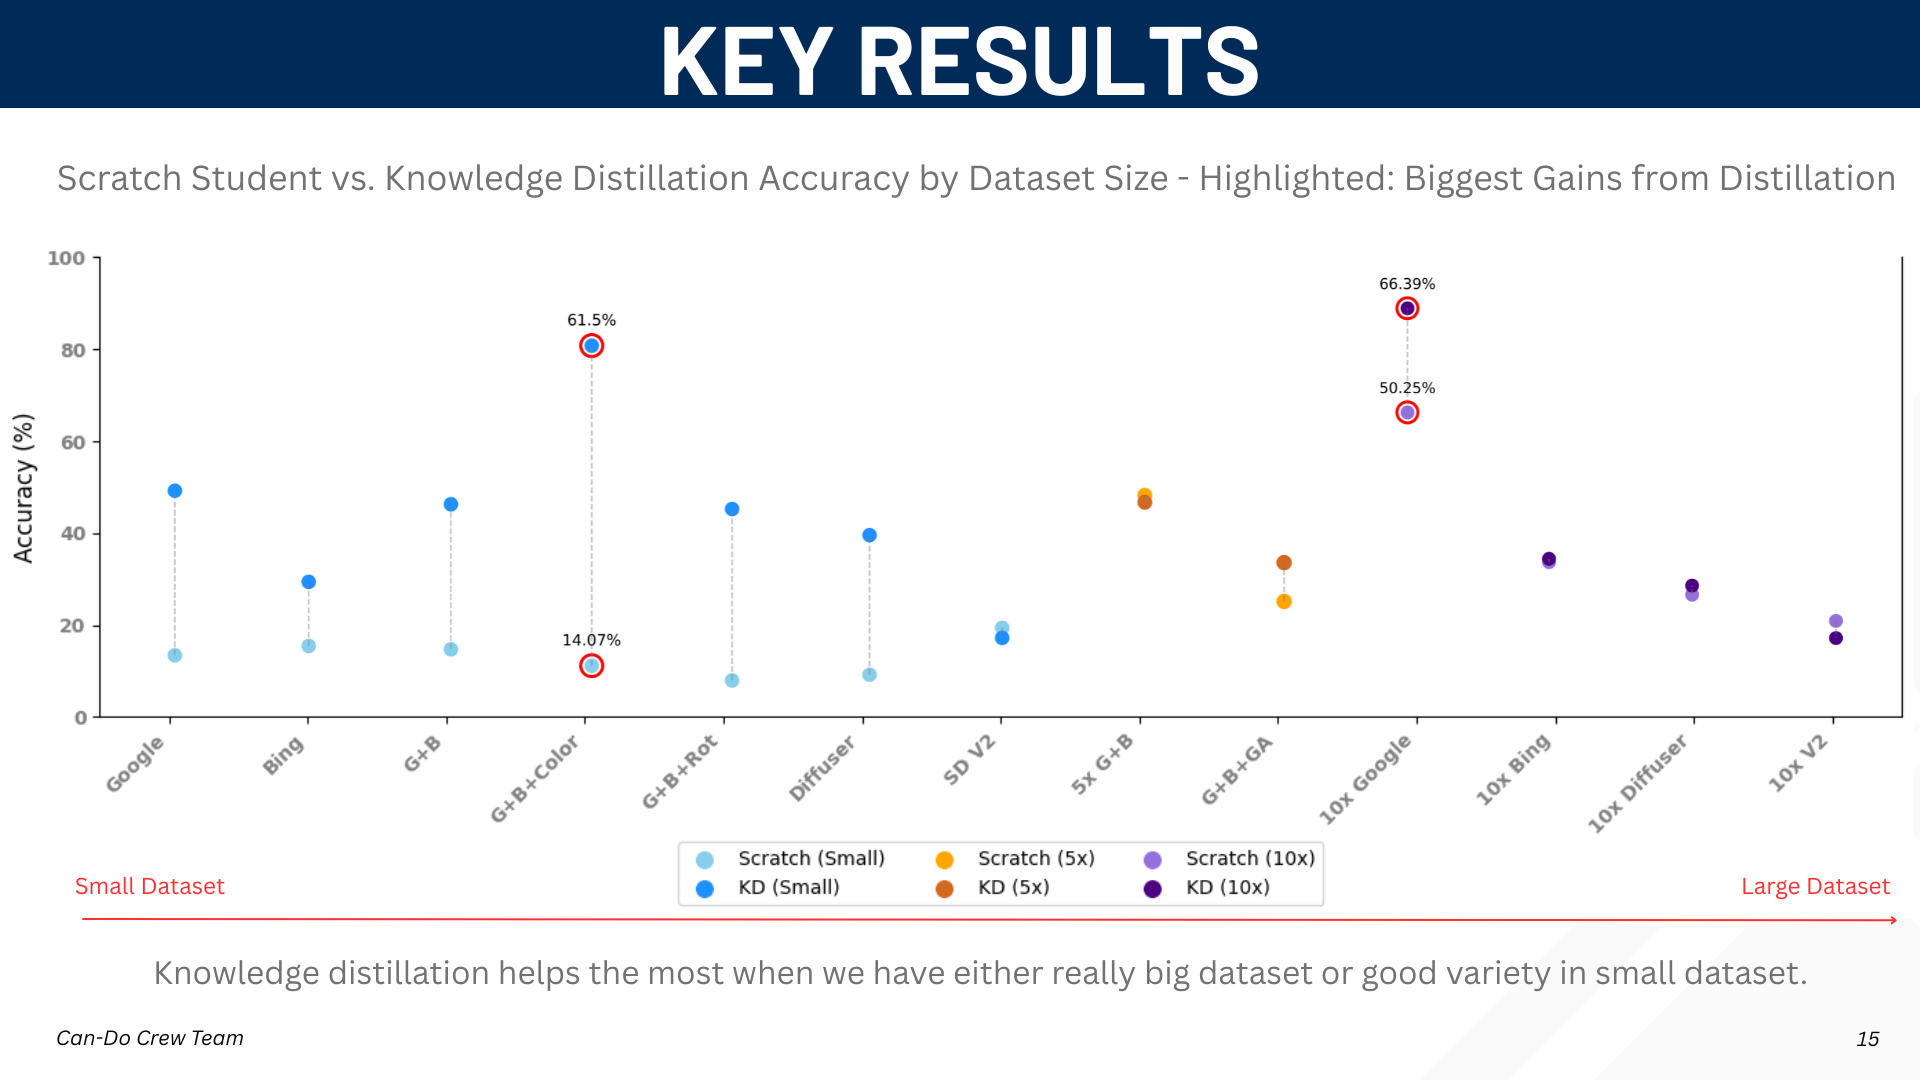 KEY RESULTS
Scratch Student vs. Knowledge Distillation Accuracy by Dataset Size - Highlighted: Biggest Gains from Distillation
100
80
60
40
20
0
Accuracy (%)
61.5%
14.07%
66.39%
50.25%
Google
Bing
G+B
G+B+Color
G+B+Rot
Diffuser
SD V2
5x G+B
G+B+GA
10x Google
10x Bing
10x Diffuser
10x V2
Scratch (Small)
KD (Small)
Scratch (5x)
KD (5x)
Scratch (10x)
KD (10x)
Small Dataset
Large Dataset
Knowledge distillation helps the most when we have either really big dataset or good variety in small dataset.
Can-Do Crew Team
15